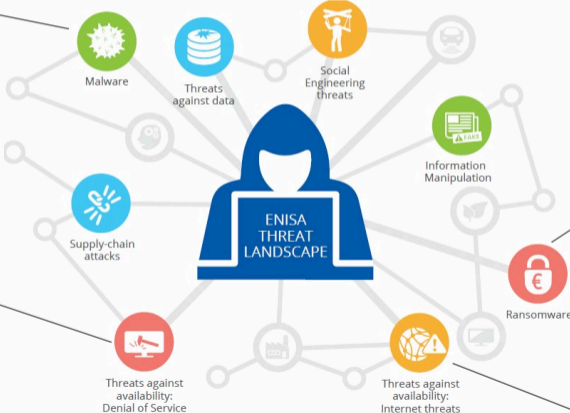 Malware
Threats
against data
Social
Engineering
threats
FAKE
Information
Manipulation
ENISA
THREAT
LANDSCAPE
Supply-chain
attacks
€
Ransomware
Threats against
availability:
Denial of Service
Threats against
availability:
Internet threats